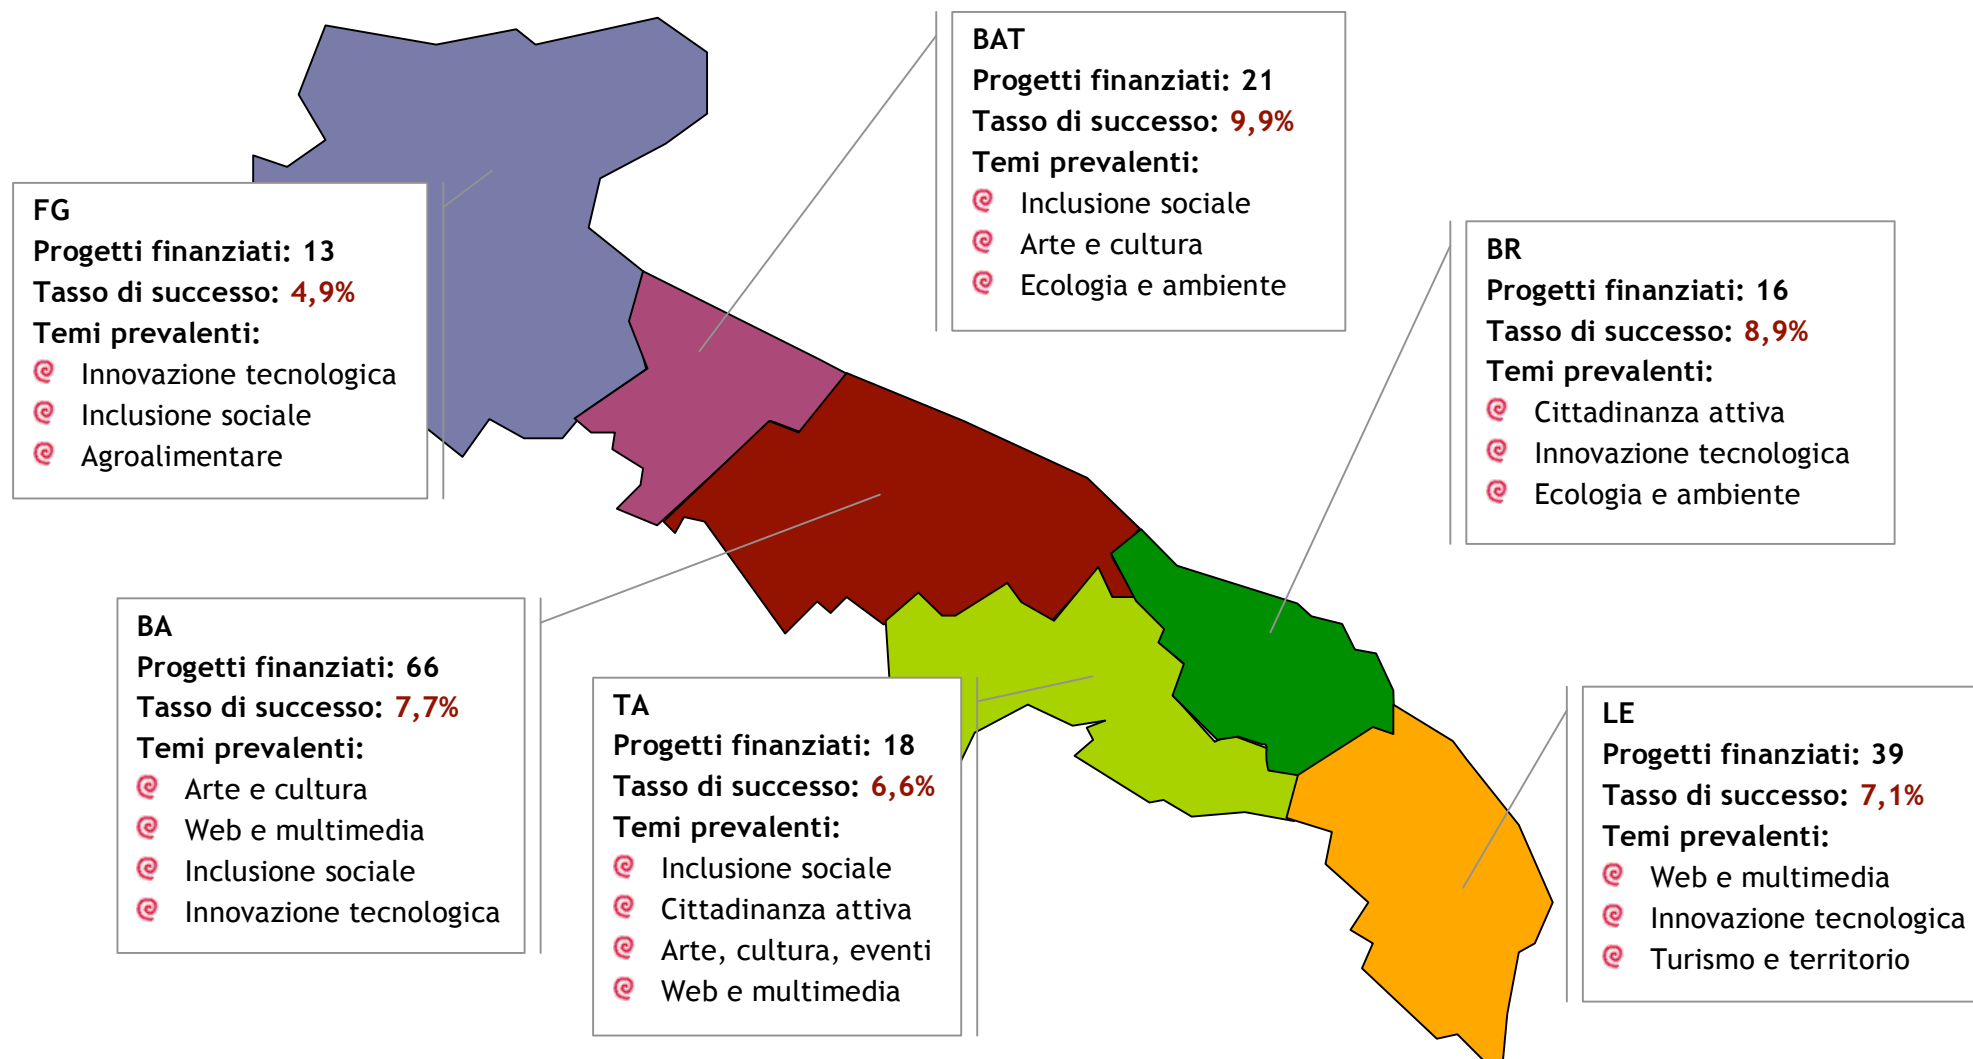 BAT
Progetti finanziati: 21
Tasso di successo: 9,9%
Temi prevalenti:
Inclusione sociale
Arte e cultura
Ecologia e ambiente
FG
Progetti finanziati: 13
Tasso di successo: 4,9%
Temi prevalenti:
Innovazione tecnologica
Inclusione sociale
Agroalimentare
BR
Progetti finanziati: 16
Tasso di successo: 8,9%
Temi prevalenti:
Cittadinanza attiva
Innovazione tecnologica
Ecologia e ambiente
BA
Progetti finanziati: 66
Tasso di successo: 7,7%
Temi prevalenti:
Arte e cultura
Web e multimedia
Inclusione sociale
Innovazione tecnologica
TA
Progetti finanziati: 18
Tasso di successo: 6,6%
Temi prevalenti:
Inclusione sociale
Cittadinanza attiva
Arte, cultura, eventi
Web e multimedia
LE
Progetti finanziati: 39
Tasso di successo: 7,1%
Temi prevalenti:
Web e multimedia
Innovazione tecnologica
Turismo e territorio